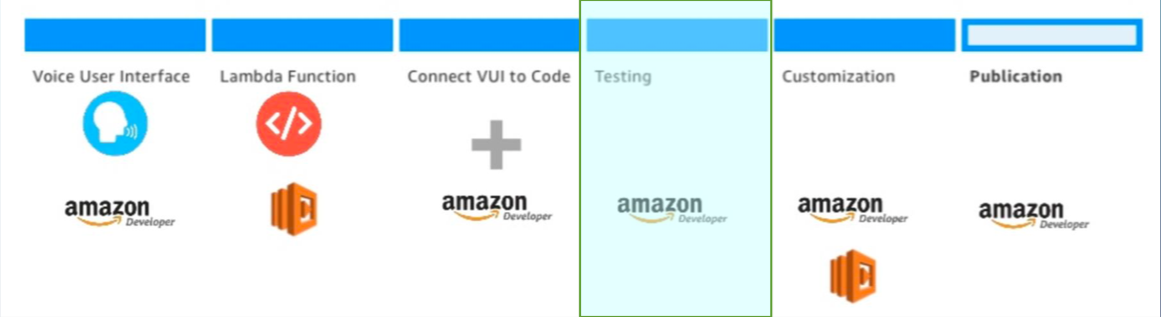 Voice User Interface
Lambda Function
Connect VUI to Code
Testing
Customization
Publication
</>
amazon
Developer
amazon
Developer
amazon
Developer
amazon
Developer
amazon
Developer